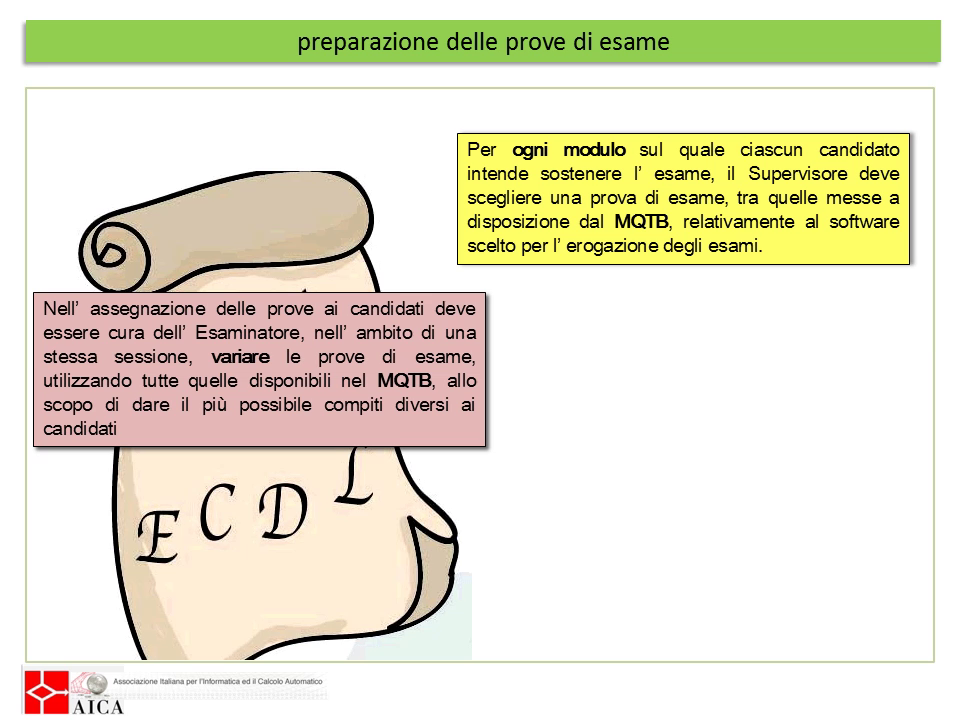 preparazione delle prove di esame
Per ogni modulo sul quale ciascun candidato
intende sostenere l’ esame, il Supervisore deve
scegliere una prova di esame, tra quelle messe a
disposizione dal MQTB, relativamente al software
scelto per l’ erogazione degli esami.
Nell’ assegnazione delle prove ai candidati deve
essere cura dell’ Esaminatore, nell’ ambito di una
stessa sessione, variare le prove di esame,
utilizzando tutte quelle disponibili nel MQTB, allo
scopo di dare il più possibile compiti diversi ai
candidati
E C D L
Associazione Italiana per l'Informatica ed il Calcolo Automatico
AICA